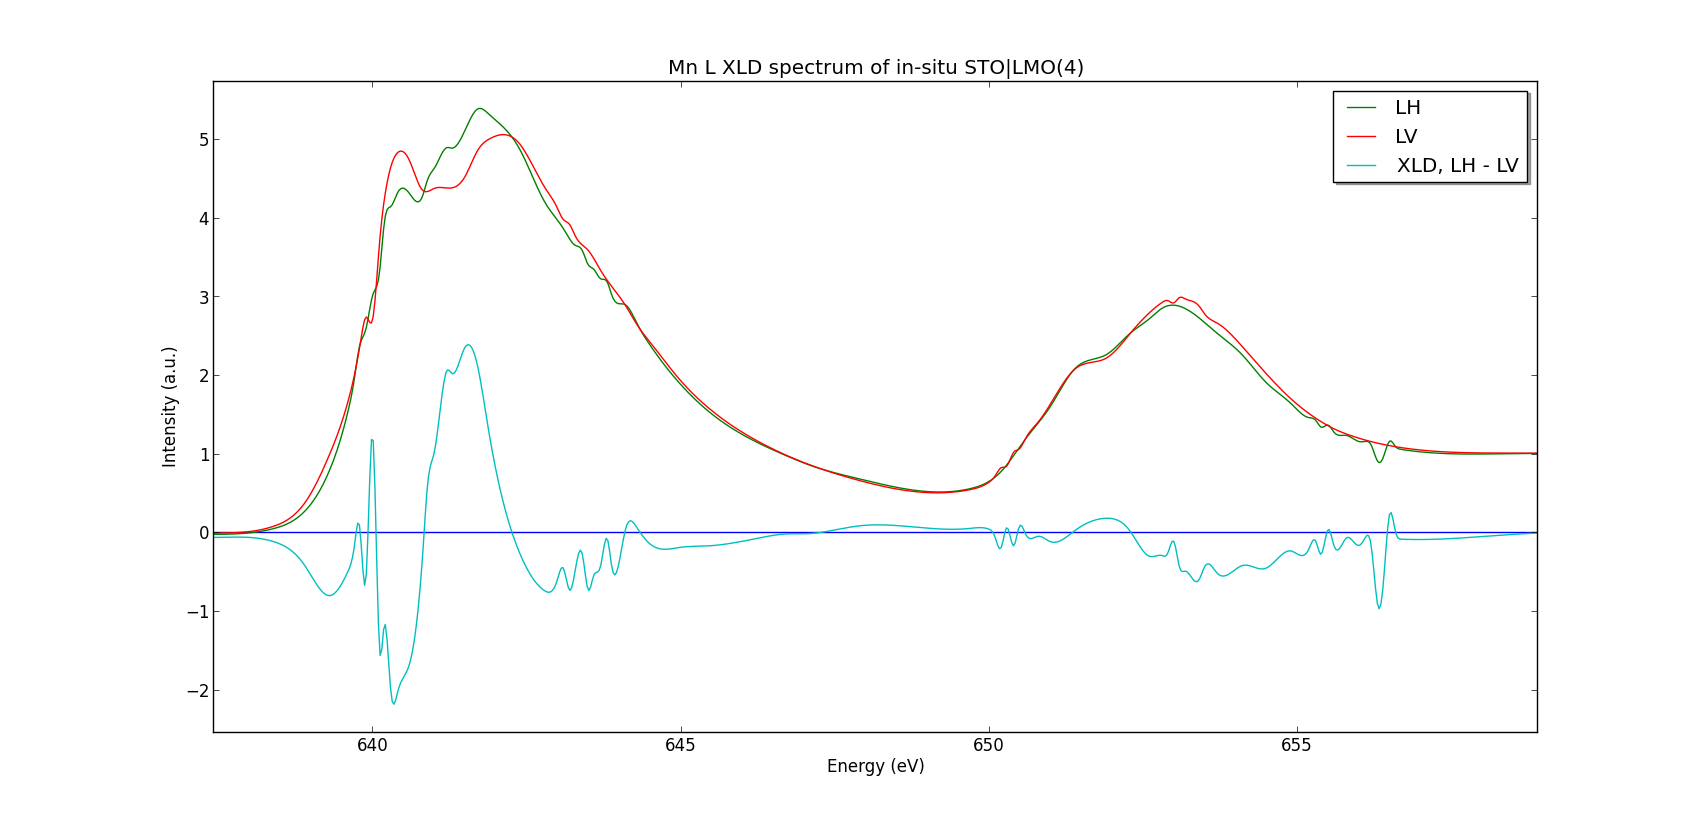 Mn L XLD spectrum of in-situ STO|LMO(4)
LH
LV
XLD, LH - LV
5
4
3
2
1
0
−1
−2
Intensity (a.u.)
640
645
650
655
Energy (eV)